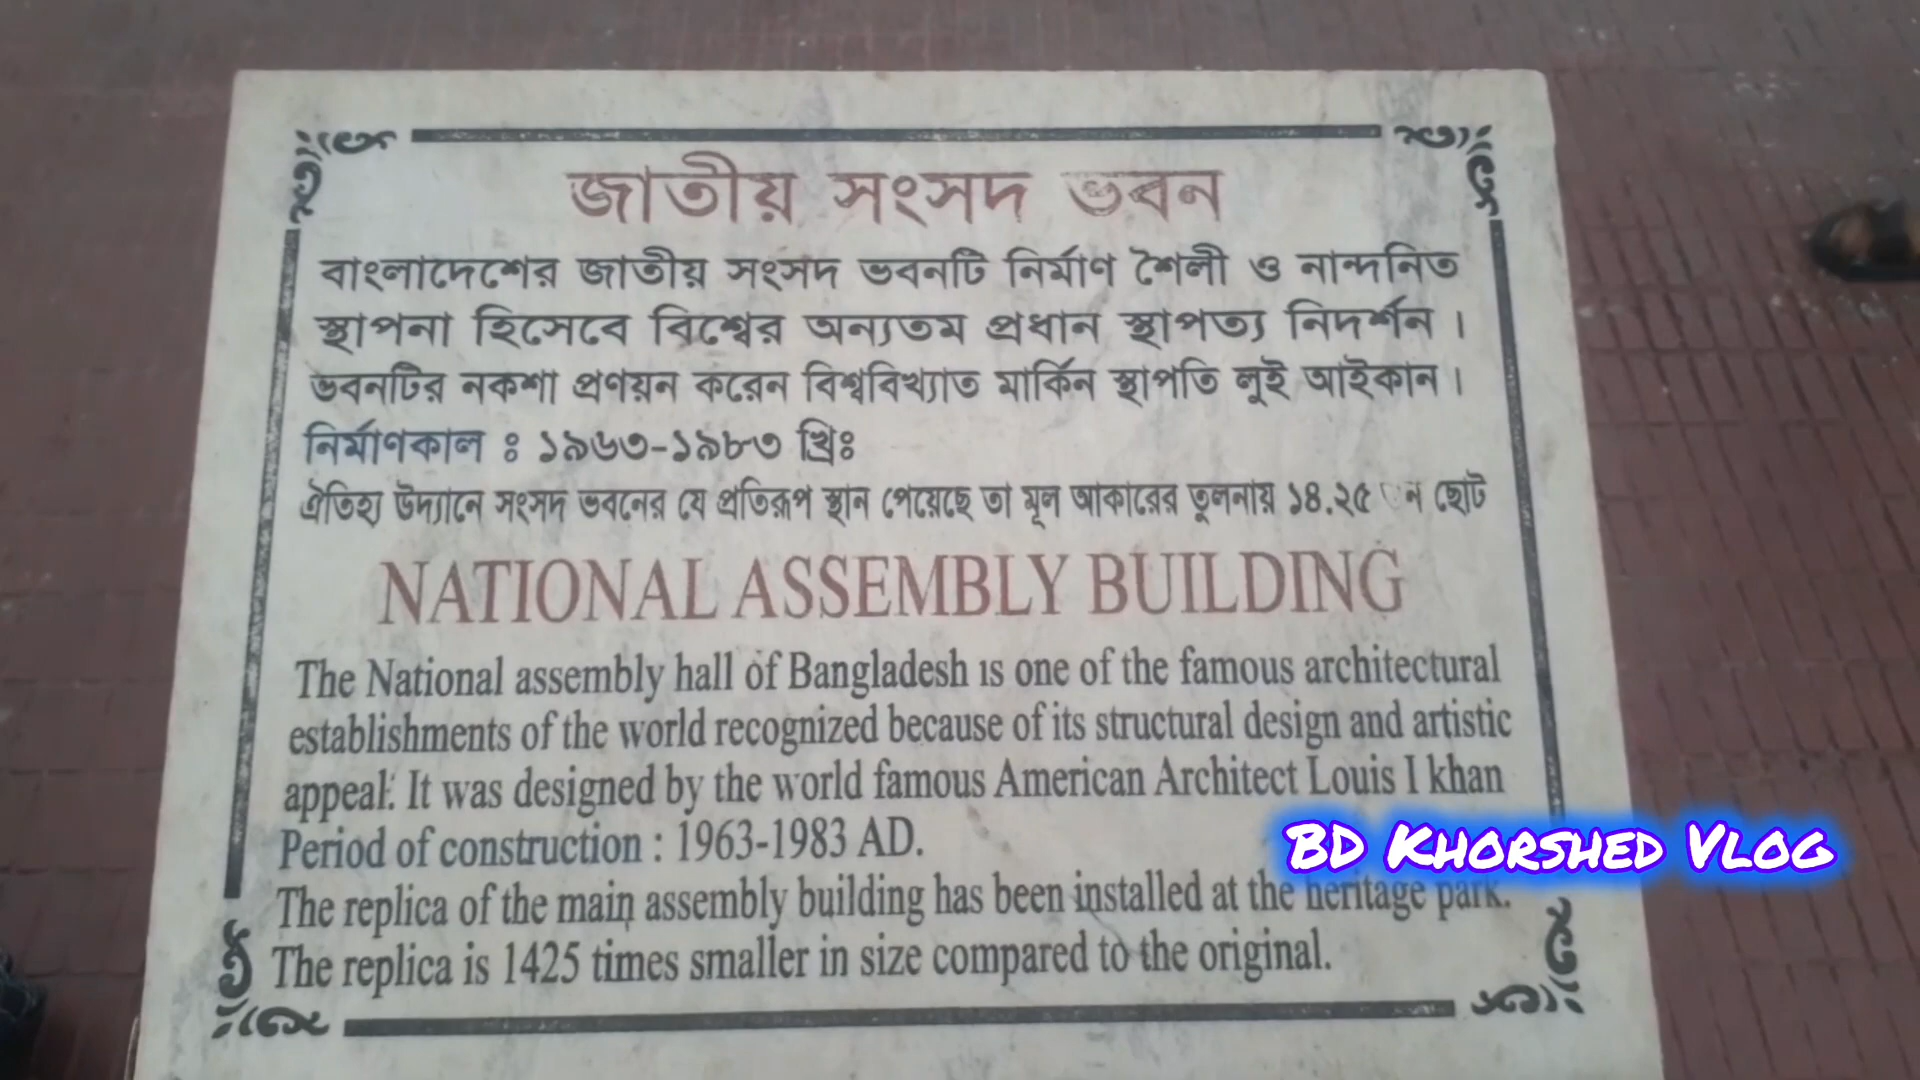 জাতীয় সংসদ ভবন
বাংলাদেশের জাতীয় সংসদ ভবনটি নির্মাণ শৈলী ও নান্দনিত
স্থাপনা হিসেবে বিশ্বের অন্যতম প্রধান স্থাপত্য নিদর্শন ।
ভবনটির নকশা প্রণয়ন করেন বিশ্ববিখ্যাত মার্কিন স্থাপতি লুই আইকান ।
নির্মাণকাল ঃ ১৯৬৩-১৯৮৩ খ্রিঃ
ঐতিহ্য উদ্যানে সংসদ ভবনের যে প্রতিরূপ স্থান পেয়েছে তা মূল আকারের তুলনায় ১৪.২৫ ছোট
NATIONAL ASSEMBLY BUILDING
The National assembly hall of Bangladesh is one of the famous architectural
establishments of the world recognized because of its structural design and artistic
appeal. It was designed by the world famous American Architect Louis I khan
Period of construction : 1963-1983 AD.
BD Khorshed Vlog
The replica of the main assembly building has been installed at the heritage park.
The replica is 1425 times smaller in size compared to the original.